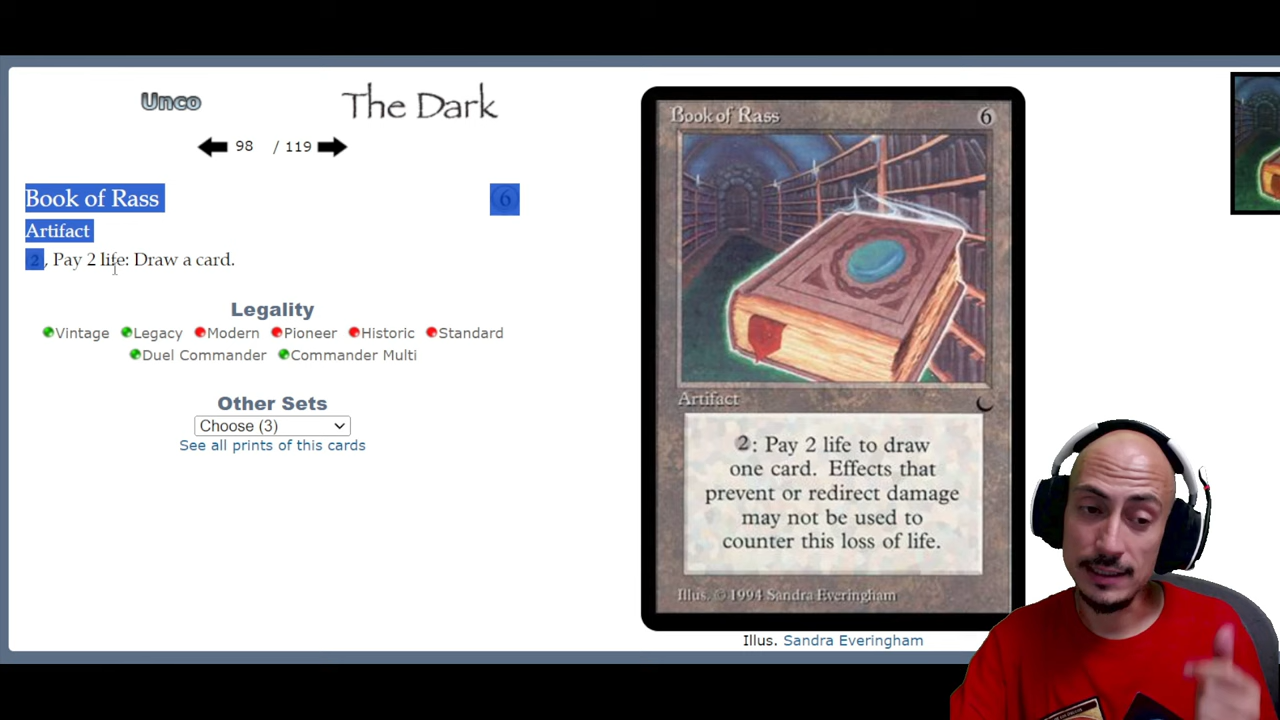 Unco
The Dark
98 / 119
Book of Rass 6
Artifact
2, Pay 2 life: Draw a card.
Legality
Vintage Legacy Modern Pioneer Historic Standard
Duel Commander Commander Multi
Other Sets
Choose (3)
See all prints of this cards
Book of Rass 6
Artifact
2: Pay 2 life to draw
one card. Effects that
prevent or redirect damage
may not be used to
counter this loss of life.
Illus. © 1994 Sandra Everingham
Illus. Sandra Everingham